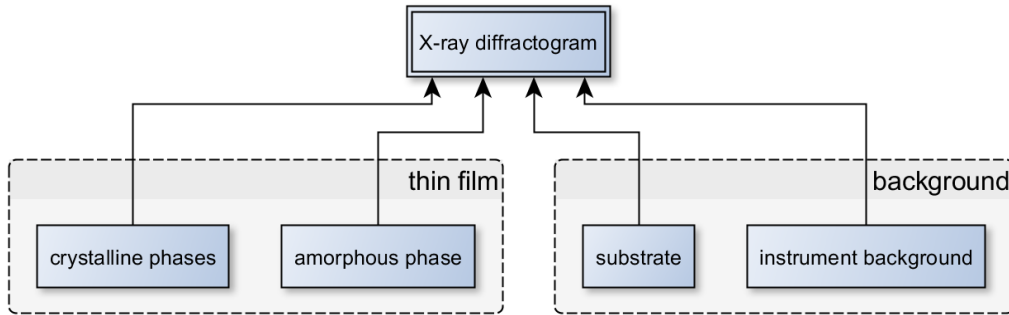 X-ray diffractogram
thin film
background
crystalline phases
amorphous phase
substrate
instrument background